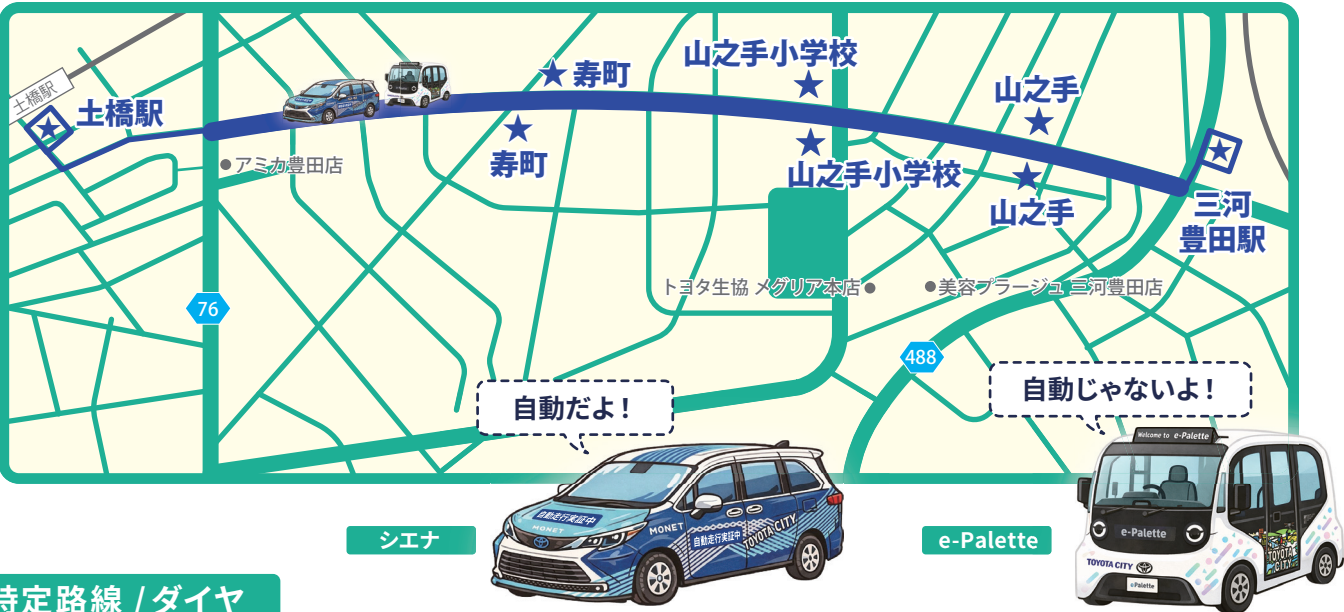 土橋駅
土橋駅
アミカ豊田店
寿町
寿町
山之手小学校
山之手小学校
山之手
山之手
三河
豊田駅
トヨタ生協 メグリア本店
美容プラージュ 三河豊田店
76
488
自動だよ！
自動じゃないよ！
シエナ
自動走行実証中
MONET
MONET
自動走行実証中
TOYOTA CITY
e-Palette
Welcome to e-Palette
e-Palette
TOYOTA CITY
e-Palette
TOYOTA
CITY
特定路線 / ダイヤ